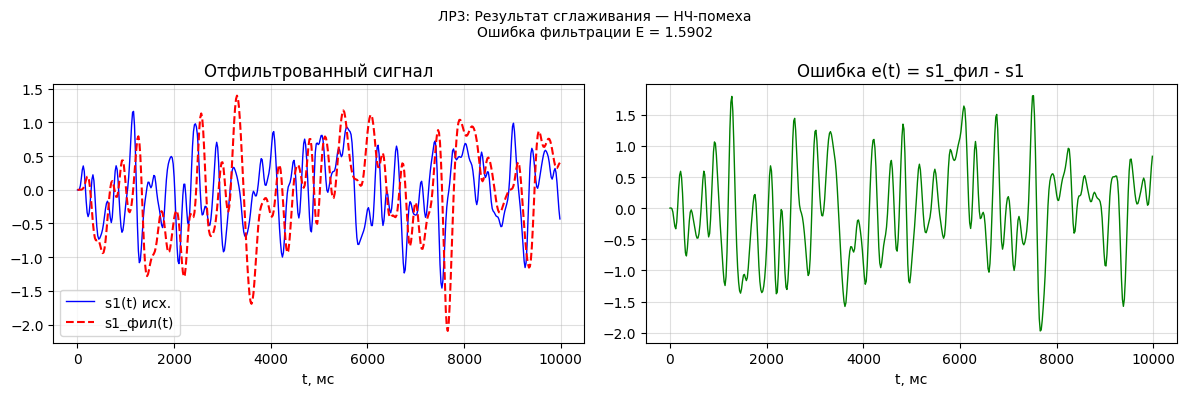 ЛР3: Результат сглаживания — НЧ-помеха
Ошибка фильтрации E = 1.5902
Отфильтрованный сигнал
1.5
1.0
0.5
0.0
−0.5
−1.0
−1.5
−2.0
s1(t) исх.
s1_фил(t)
0 2000 4000 6000 8000 10000
t, мс
Ошибка e(t) = s1_фил - s1
1.5
1.0
0.5
0.0
−0.5
−1.0
−1.5
−2.0
0 2000 4000 6000 8000 10000
t, мс